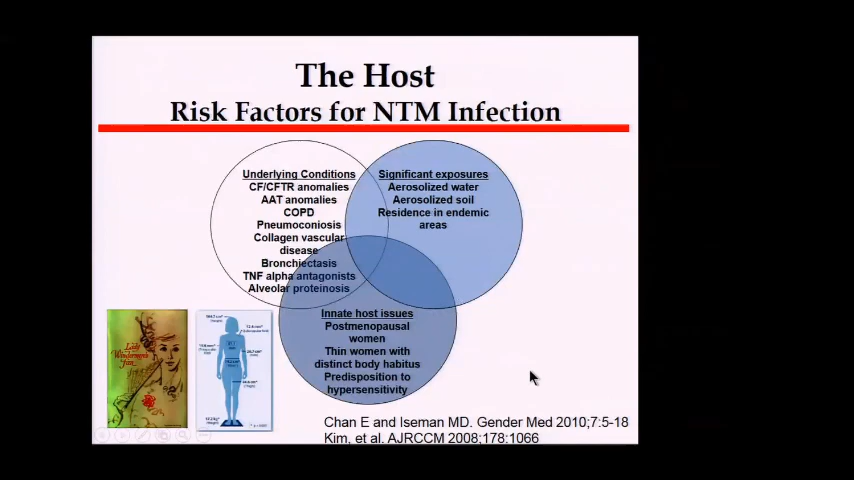 The Host
Risk Factors for NTM Infection
Underlying Conditions
CF/CFTR anomalies
AAT anomalies
COPD
Pneumoconiosis
Collagen vascular
disease
Bronchiectasis
TNF alpha antagonists
Alveolar proteinosis
Significant exposures
Aerosolized water
Aerosolized soil
Residence in endemic
areas
Innate host issues
Postmenopausal
women
Thin women with
distinct body habitus
Predisposition to
hypersensitivity
Lady
Windermere's
Fan
Chan E and Iseman MD. Gender Med 2010;7:5-18
Kim, et al. AJRCCM 2008;178:1066